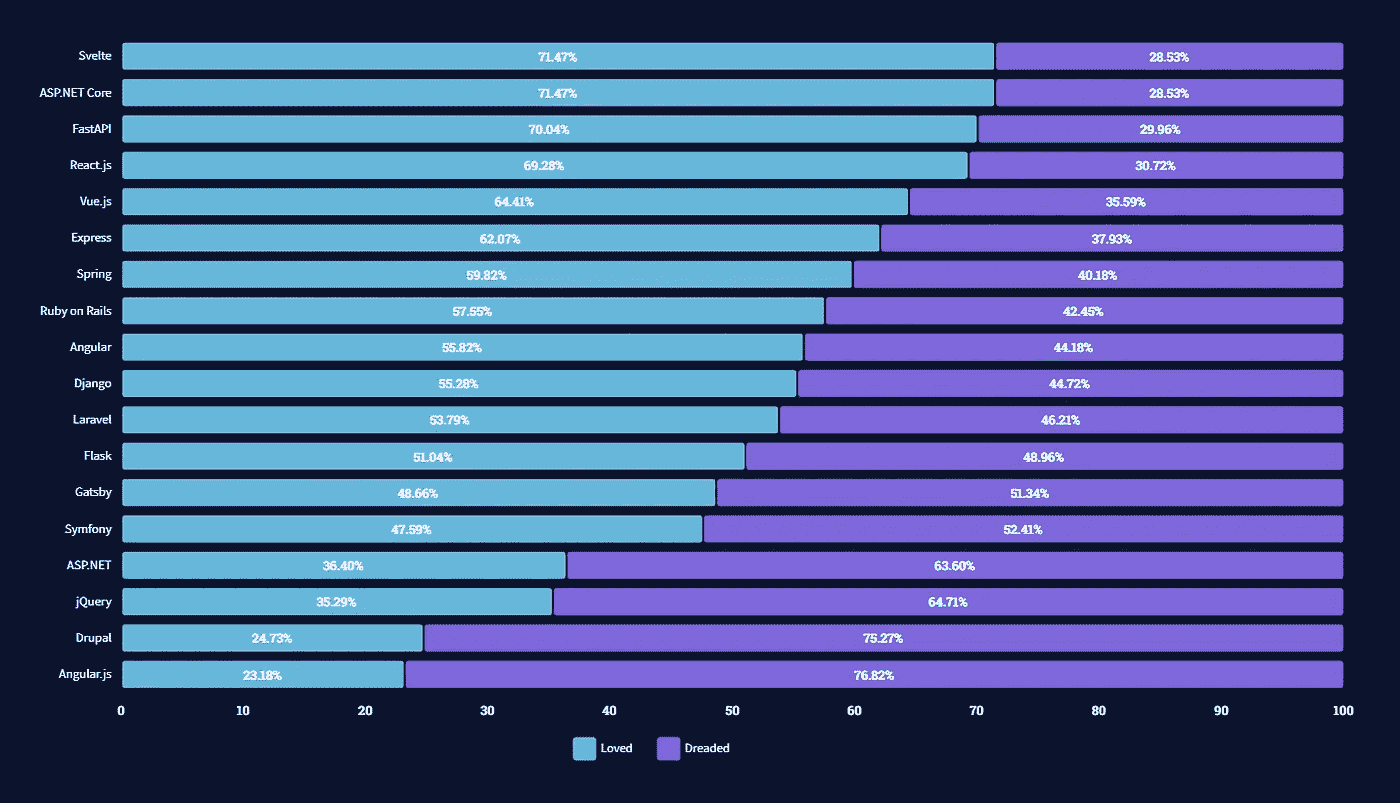 Svelte 71.47% 28.53%
ASP.NET Core 71.47% 28.53%
FastAPI 70.04% 29.96%
React.js 69.28% 30.72%
Vue.js 64.41% 35.59%
Express 62.07% 37.93%
Spring 59.82% 40.18%
Ruby on Rails 57.55% 42.45%
Angular 55.82% 44.18%
Django 55.28% 44.72%
Laravel 53.79% 46.21%
Flask 51.04% 48.96%
Gatsby 48.66% 51.34%
Symfony 47.59% 52.41%
ASP.NET 36.40% 63.60%
jQuery 35.29% 64.71%
Drupal 24.73% 75.27%
Angular.js 23.18% 76.82%
0 10 20 30 40 50 60 70 80 90 100
Loved Dreaded